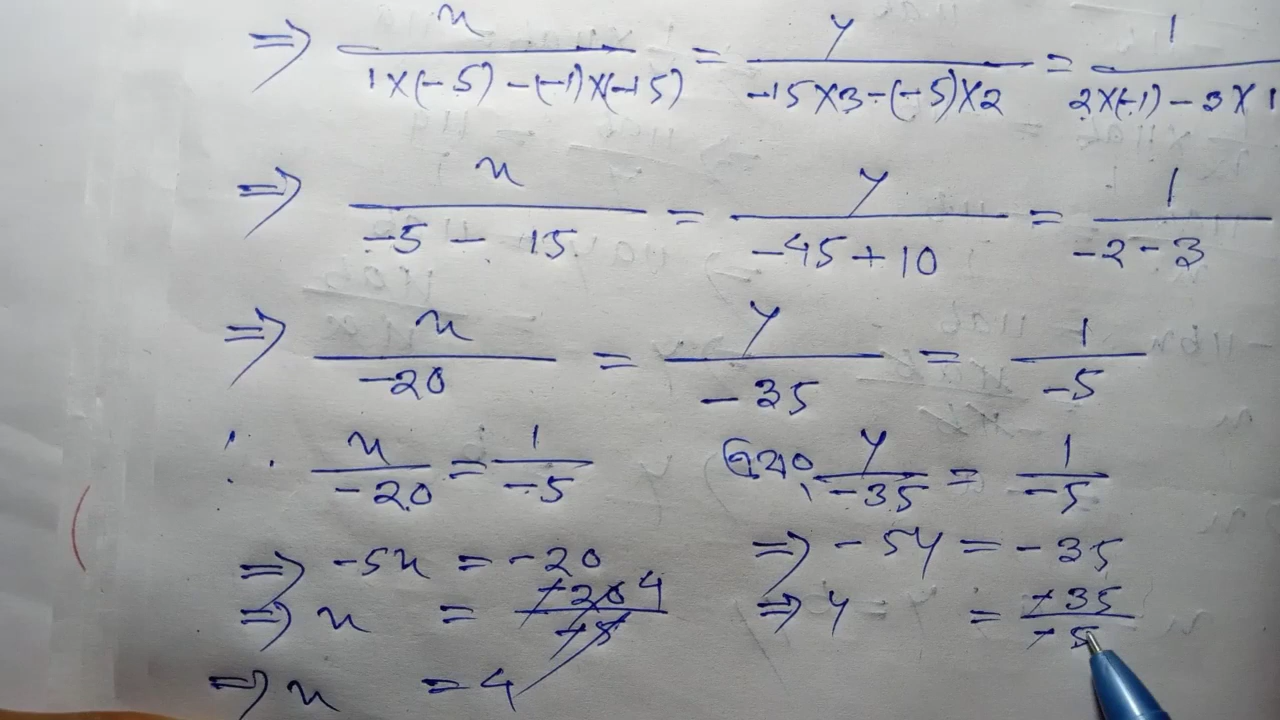 ⇒ x / (1×(-5) - (-1)×(-15)) = y / (-15×3 - (-5)×2) = 1 / (2×(-1) - 3×1
⇒ x / (-5 - 15) = y / (-45 + 10) = 1 / (-2 - 3)
⇒ x / -20 = y / -35 = 1 / -5
∴ x / -20 = 1 / -5 এবং, y / -35 = 1 / -5
⇒ -5x = -20 ⇒ -5y = -35
⇒ x = -20 4 / -5 ⇒ y = -35 / -5
⇒ x = 4